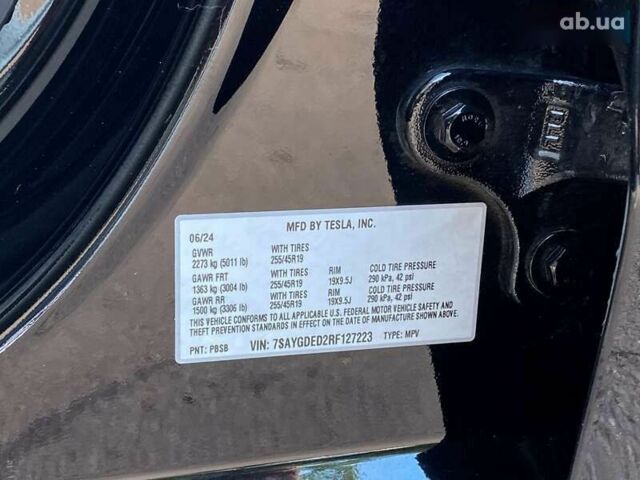 ab.ua
MFD BY TESLA, INC.
06/24
GVWR WITH TIRES
2273 kg (5011 lb) 255/45R19
GAWR FRT WITH TIRES RIM COLD TIRE PRESSURE
1363 kg (3004 lb) 255/45R19 19X9.5J 290 kPa, 42 psi
GAWR RR WITH TIRES RIM COLD TIRE PRESSURE
1500 kg (3306 lb) 255/45R19 19X9.5J 290 kPa, 42 psi
THIS VEHICLE CONFORMS TO ALL APPLICABLE U.S. FEDERAL MOTOR VEHICLE SAFETY AND
THEFT PREVENTION STANDARDS IN EFFECT ON THE DATE OF MANUFACTURE SHOWN ABOVE.
PNT: PBSB VIN: 7SAYGDED2RF127223 TYPE: MPV